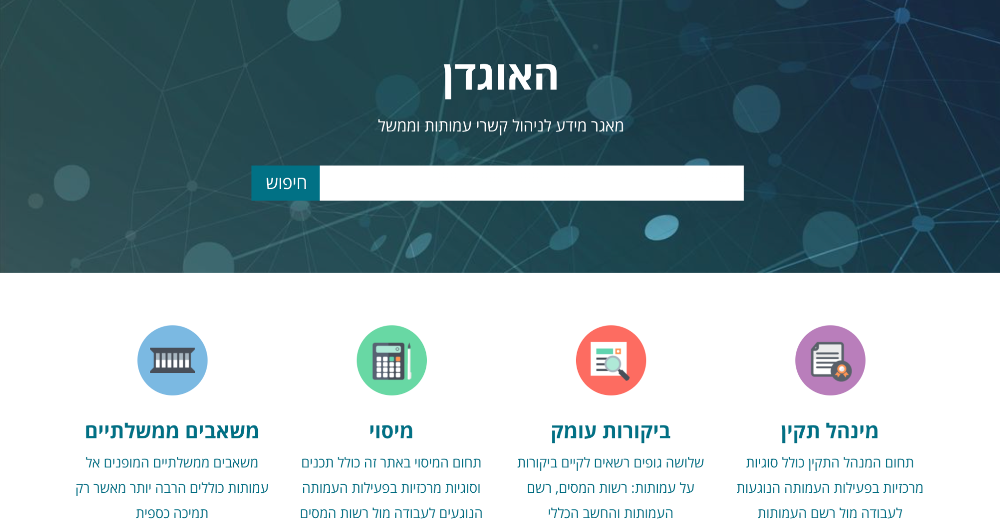 האוגדן
מאגר מידע לניהול קשרי עמותות וממשל
חיפוש
מינהל תקין
תחום המנהל התקין כולל סוגיות
מרכזיות בפעילות העמותה הנוגעות
לעבודה מול רשם העמותות
ביקורות עומק
שלושה גופים רשאים לקיים ביקורות
על עמותות: רשות המסים, רשם
העמותות והחשב הכללי
מיסוי
תחום המיסוי באתר זה כולל תכנים
וסוגיות מרכזיות בפעילות העמותה
הנוגעים לעבודה מול רשות המסים
משאבים ממשלתיים
משאבים ממשלתיים המופנים אל
עמותות כוללים הרבה יותר מאשר רק
תמיכה כספית